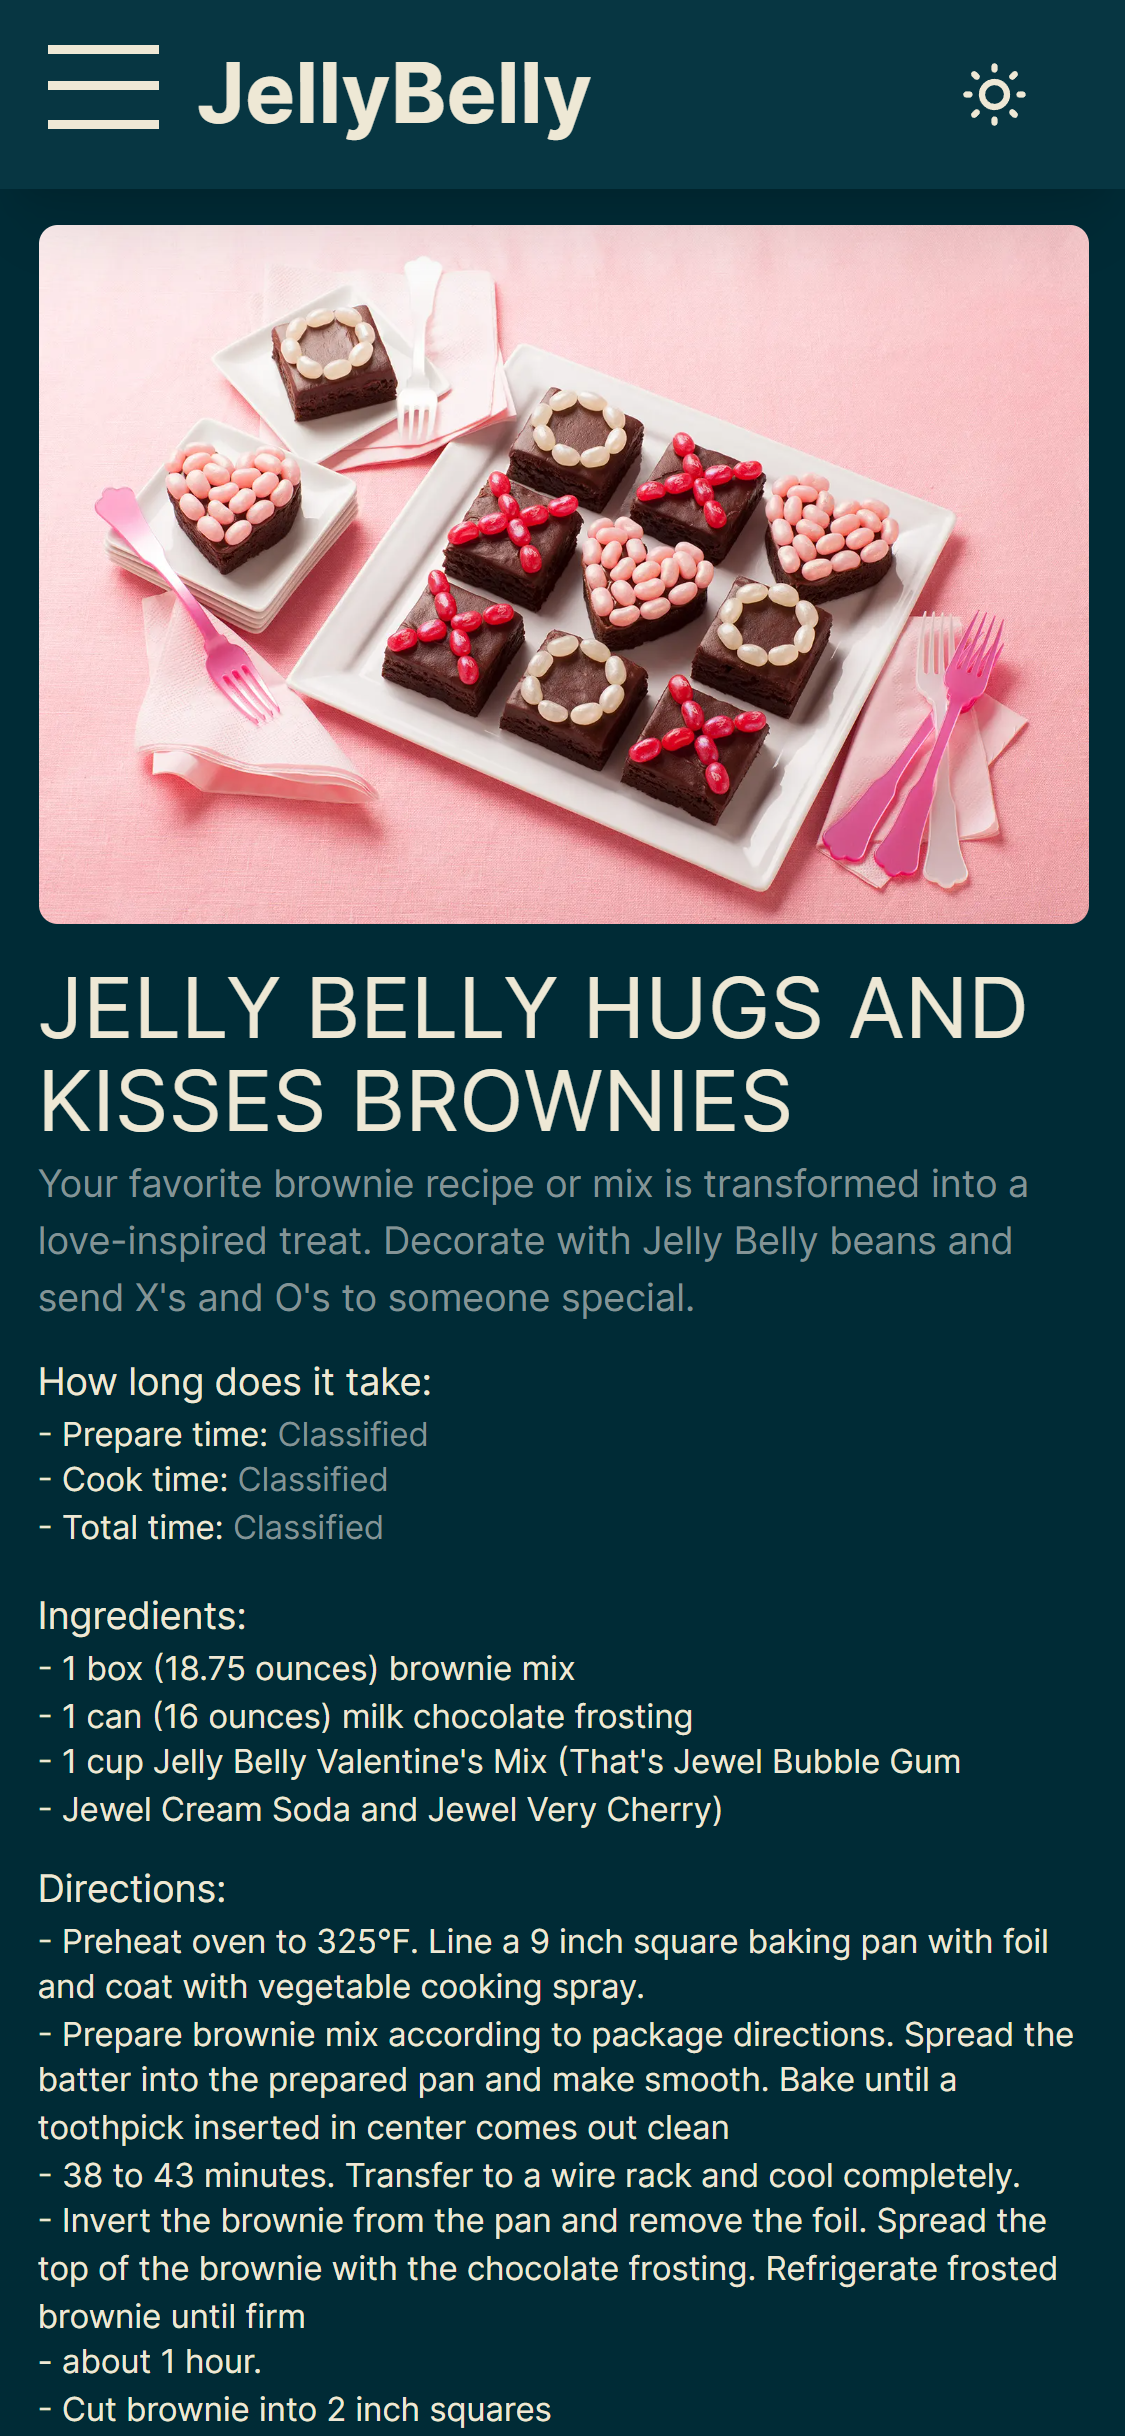 JellyBelly
JELLY BELLY HUGS AND
KISSES BROWNIES
Your favorite brownie recipe or mix is transformed into a
love-inspired treat. Decorate with Jelly Belly beans and
send X's and O's to someone special.
How long does it take:
- Prepare time: Classified
- Cook time: Classified
- Total time: Classified
Ingredients:
- 1 box (18.75 ounces) brownie mix
- 1 can (16 ounces) milk chocolate frosting
- 1 cup Jelly Belly Valentine's Mix (That's Jewel Bubble Gum
- Jewel Cream Soda and Jewel Very Cherry)
Directions:
- Preheat oven to 325°F. Line a 9 inch square baking pan with foil
and coat with vegetable cooking spray.
- Prepare brownie mix according to package directions. Spread the
batter into the prepared pan and make smooth. Bake until a
toothpick inserted in center comes out clean
- 38 to 43 minutes. Transfer to a wire rack and cool completely.
- Invert the brownie from the pan and remove the foil. Spread the
top of the brownie with the chocolate frosting. Refrigerate frosted
brownie until firm
- about 1 hour.
- Cut brownie into 2 inch squares